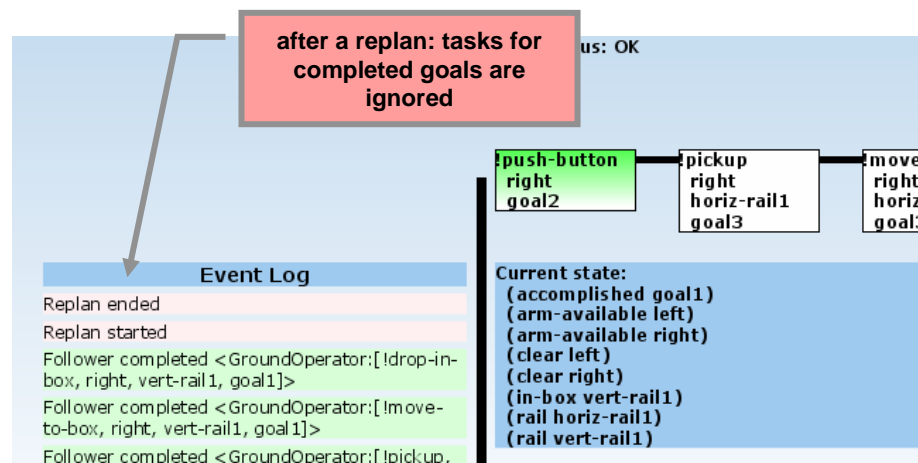 after a replan: tasks for
completed goals are
ignored
us: OK
!push-button
right
goal2
!pickup
right
horiz-rail1
goal3
!move
right
horiz
goal3
Event Log
Replan ended
Replan started
Follower completed <GroundOperator:[!drop-in-
box, right, vert-rail1, goal1]>
Follower completed <GroundOperator:[!move-
to-box, right, vert-rail1, goal1]>
Follower completed <GroundOperator:[!pickup,
Current state:
(accomplished goal1)
(arm-available left)
(arm-available right)
(clear left)
(clear right)
(in-box vert-rail1)
(rail horiz-rail1)
(rail vert-rail1)